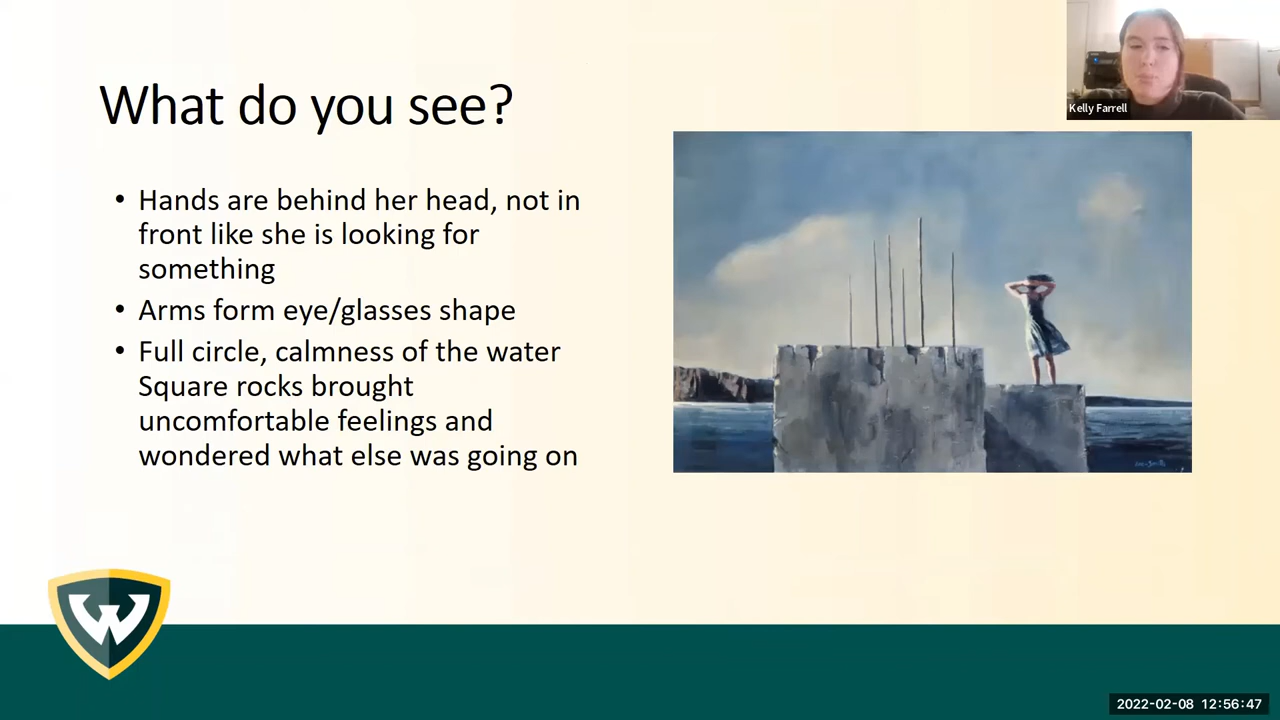 What do you see?
Kelly Farrell
• Hands are behind her head, not in
front like she is looking for
something
• Arms form eye/glasses shape
• Full circle, calmness of the water
Square rocks brought
uncomfortable feelings and
wondered what else was going on
W
2022-02-08 12:56:47